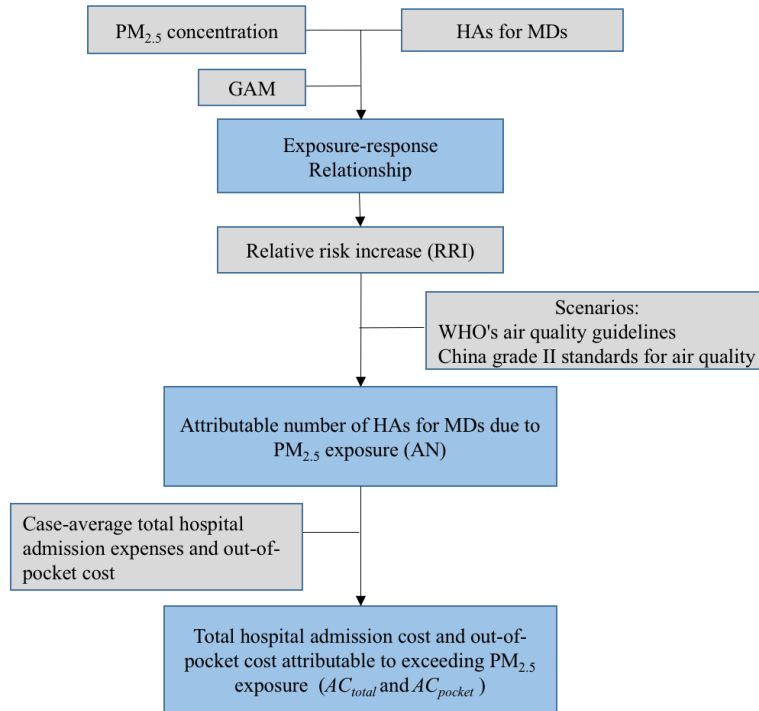 PM2.5 concentration
HAs for MDs
GAM
Exposure-response
Relationship
Relative risk increase (RRI)
Scenarios:
WHO's air quality guidelines
China grade II standards for air quality
Attributable number of HAs for MDs due to
PM2.5 exposure (AN)
Case-average total hospital
admission expenses and out-of-
pocket cost
Total hospital admission cost and out-of-
pocket cost attributable to exceeding PM2.5
exposure (ACtotal and ACpocket )